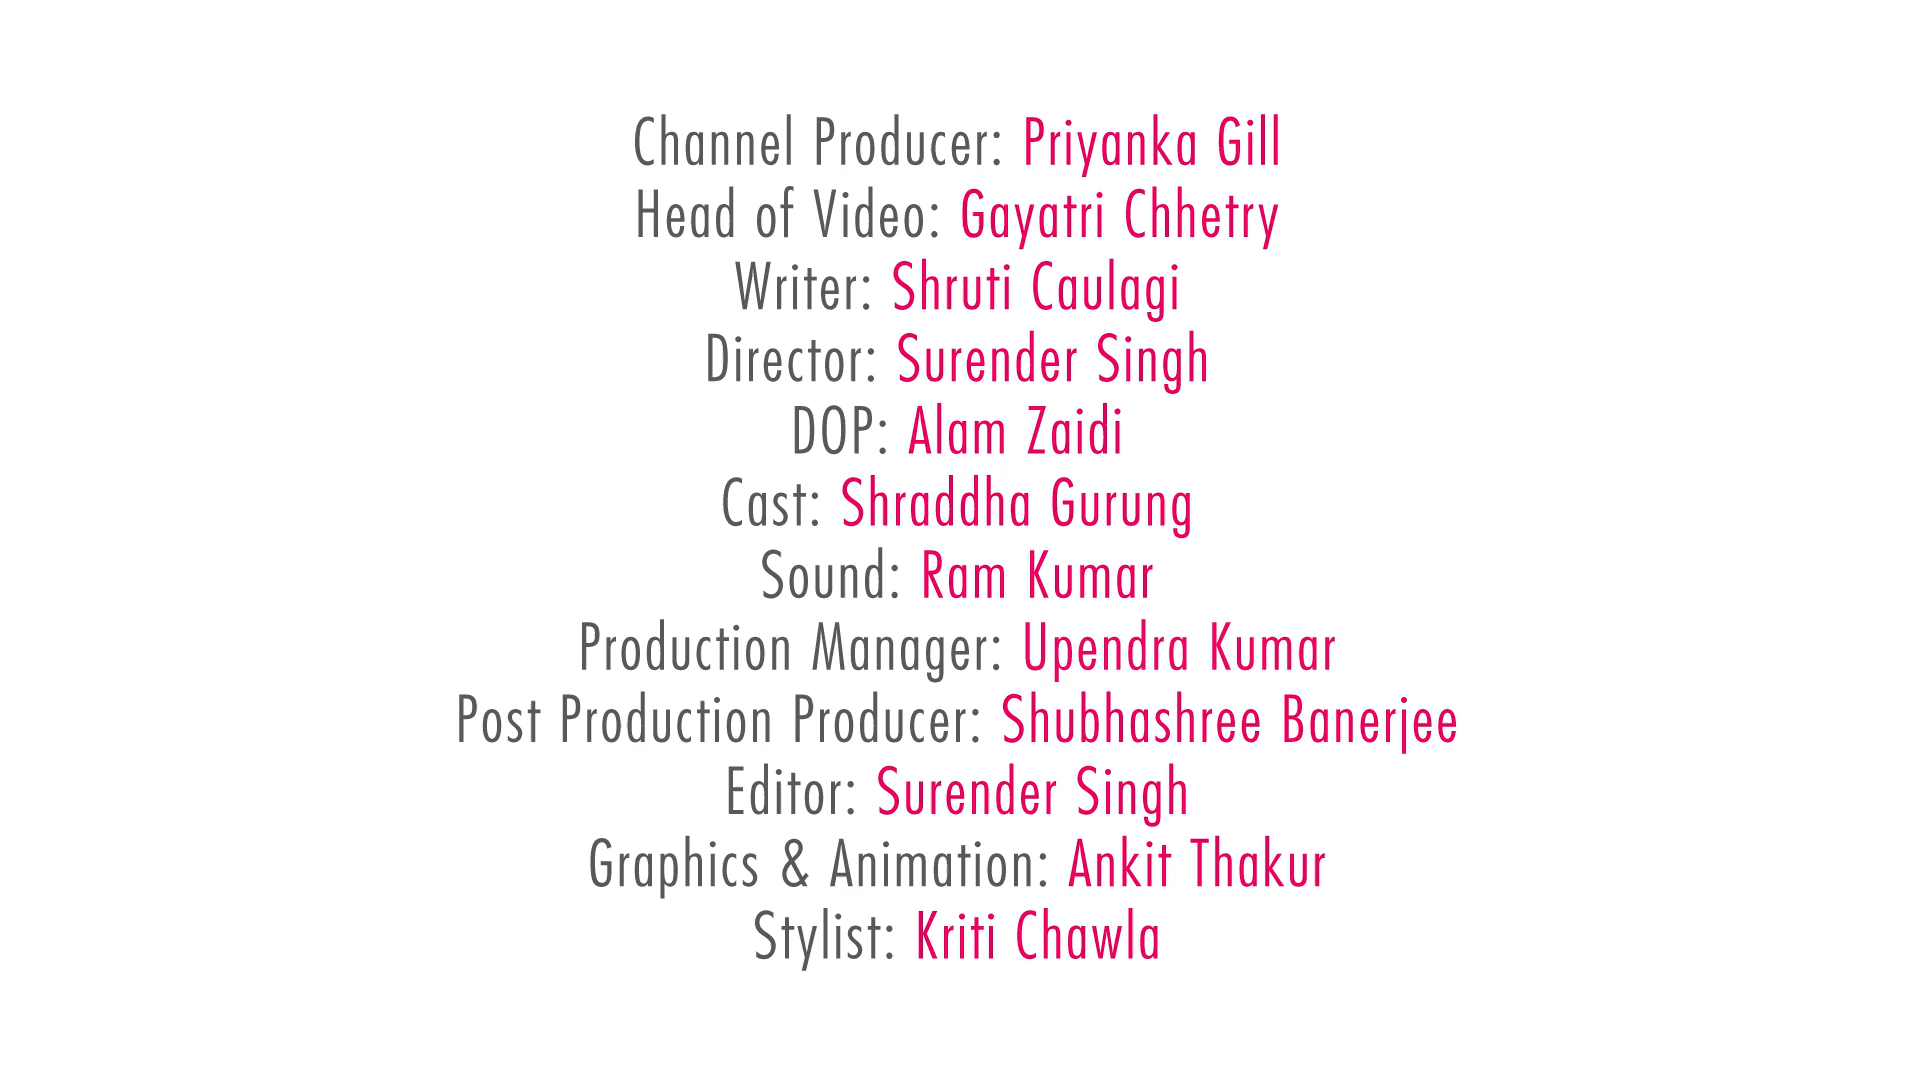 Channel Producer: Priyanka Gill
Head of Video: Gayatri Chhetry
Writer: Shruti Caulagi
Director: Surender Singh
DOP: Alam Zaidi
Cast: Shraddha Gurung
Sound: Ram Kumar
Production Manager: Upendra Kumar
Post Production Producer: Shubhashree Banerjee
Editor: Surender Singh
Graphics & Animation: Ankit Thakur
Stylist: Kriti Chawla